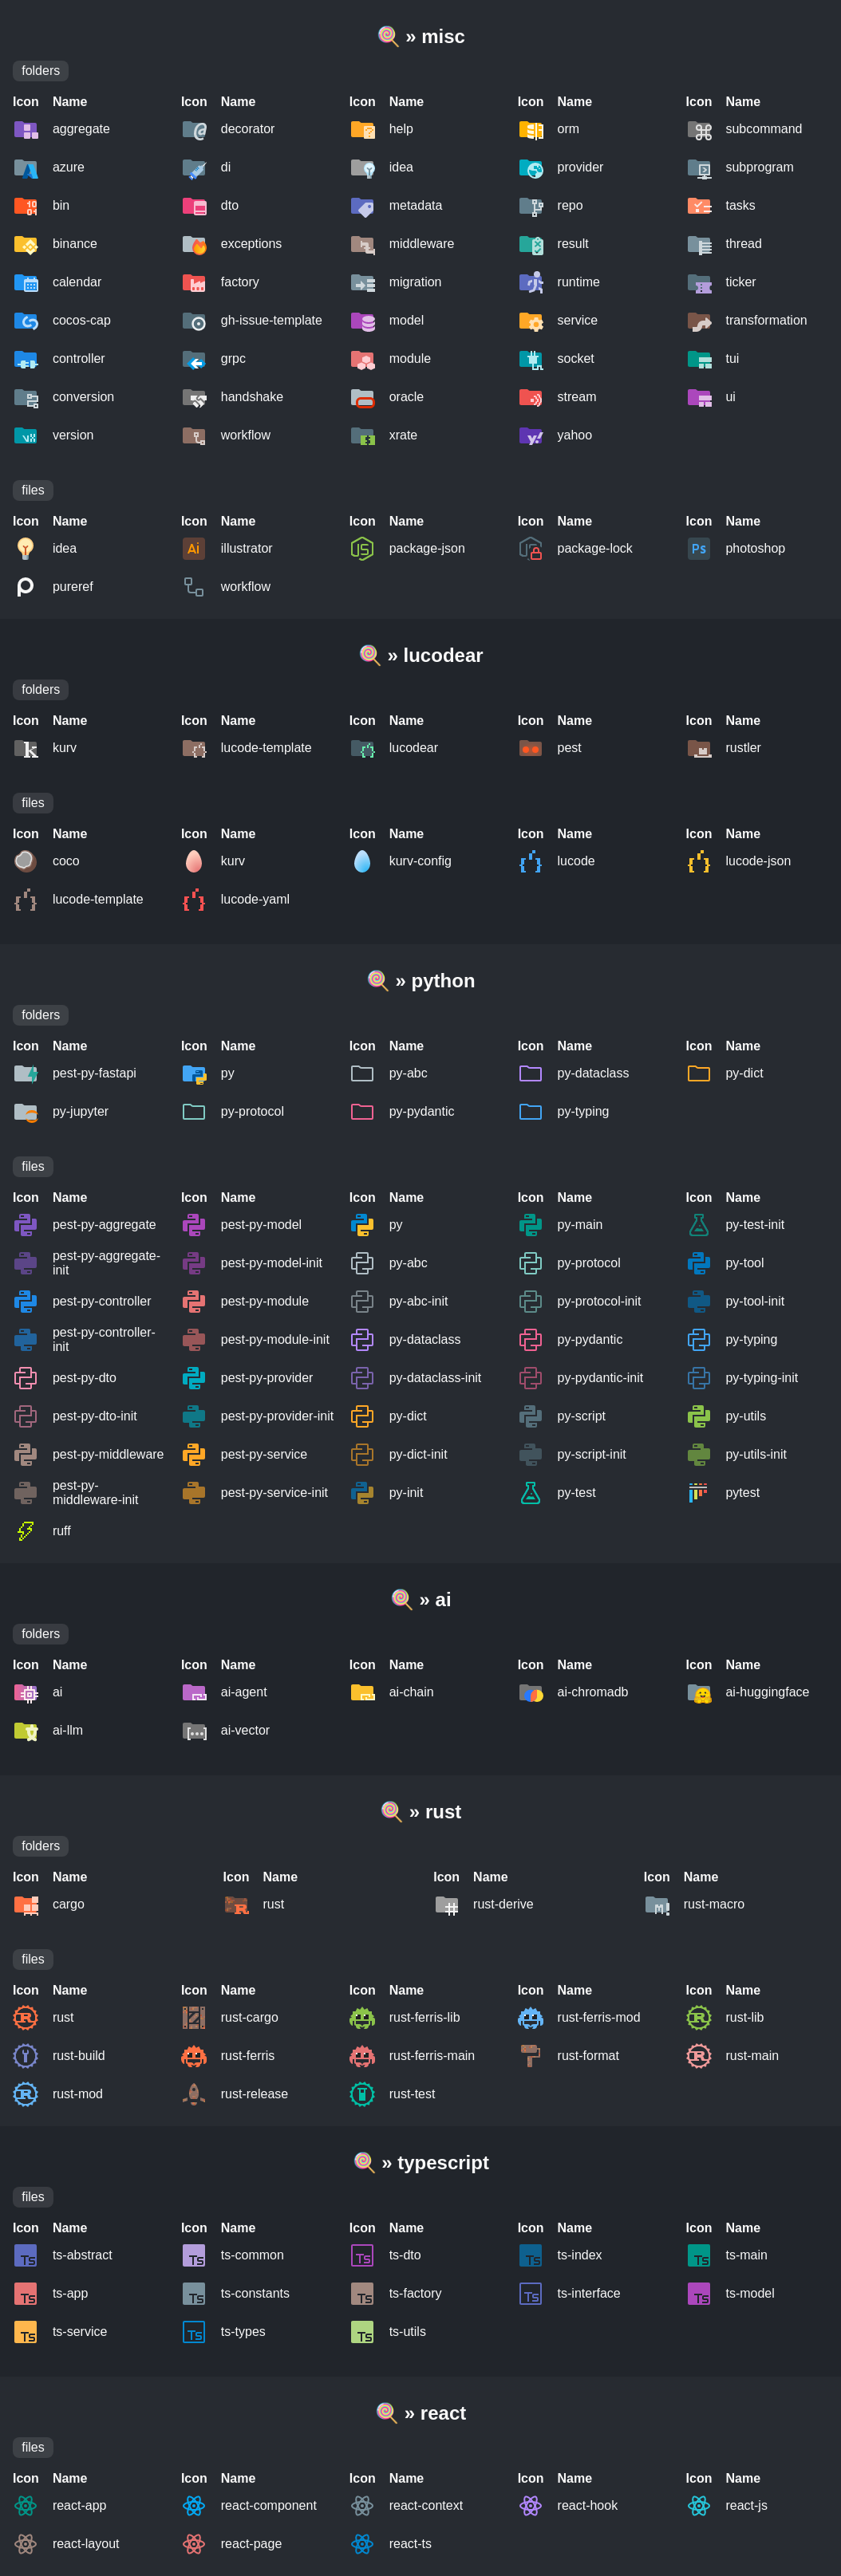 » misc
folders
Icon Name Icon Name Icon Name Icon Name Icon Name
aggregate decorator help orm subcommand
azure di idea provider subprogram
bin dto metadata repo tasks
binance exceptions middleware result thread
calendar factory migration runtime ticker
cocos-cap gh-issue-template model service transformation
controller grpc module socket tui
conversion handshake oracle stream ui
version workflow xrate yahoo
files
Icon Name Icon Name Icon Name Icon Name Icon Name
idea Ai illustrator package-json package-lock Ps photoshop
pureref workflow
» lucodear
folders
Icon Name Icon Name Icon Name Icon Name Icon Name
k kurv lucode-template lucodear pest rustler
files
Icon Name Icon Name Icon Name Icon Name Icon Name
coco kurv kurv-config lucode lucode-json
lucode-template lucode-yaml
» python
folders
Icon Name Icon Name Icon Name Icon Name Icon Name
pest-py-fastapi py py-abc py-dataclass py-dict
py-jupyter py-protocol py-pydantic py-typing
files
Icon Name Icon Name Icon Name Icon Name Icon Name
pest-py-aggregate pest-py-model py py-main py-test-init
pest-py-aggregate-
init pest-py-model-init py-abc py-protocol py-tool
pest-py-controller pest-py-module py-abc-init py-protocol-init py-tool-init
pest-py-controller-
init pest-py-module-init py-dataclass py-pydantic py-typing
pest-py-dto pest-py-provider py-dataclass-init py-pydantic-init py-typing-init
pest-py-dto-init pest-py-provider-init py-dict py-script py-utils
pest-py-middleware pest-py-service py-dict-init py-script-init py-utils-init
pest-py-
middleware-init pest-py-service-init py-init py-test pytest
ruff
» ai
folders
Icon Name Icon Name Icon Name Icon Name Icon Name
ai ai-agent ai-chain ai-chromadb ai-huggingface
ai-llm ai-vector
» rust
folders
Icon Name Icon Name Icon Name Icon Name
cargo rust rust-derive rust-macro
files
Icon Name Icon Name Icon Name Icon Name Icon Name
rust rust-cargo rust-ferris-lib rust-ferris-mod rust-lib
rust-build rust-ferris rust-ferris-main rust-format rust-main
rust-mod rust-release rust-test
» typescript
files
Icon Name Icon Name Icon Name Icon Name Icon Name
Ts ts-abstract Ts ts-common Ts ts-dto Ts ts-index Ts ts-main
Ts ts-app Ts ts-constants Ts ts-factory Ts ts-interface Ts ts-model
Ts ts-service Ts ts-types Ts ts-utils
» react
files
Icon Name Icon Name Icon Name Icon Name Icon Name
react-app react-component react-context react-hook react-js
react-layout react-page react-ts